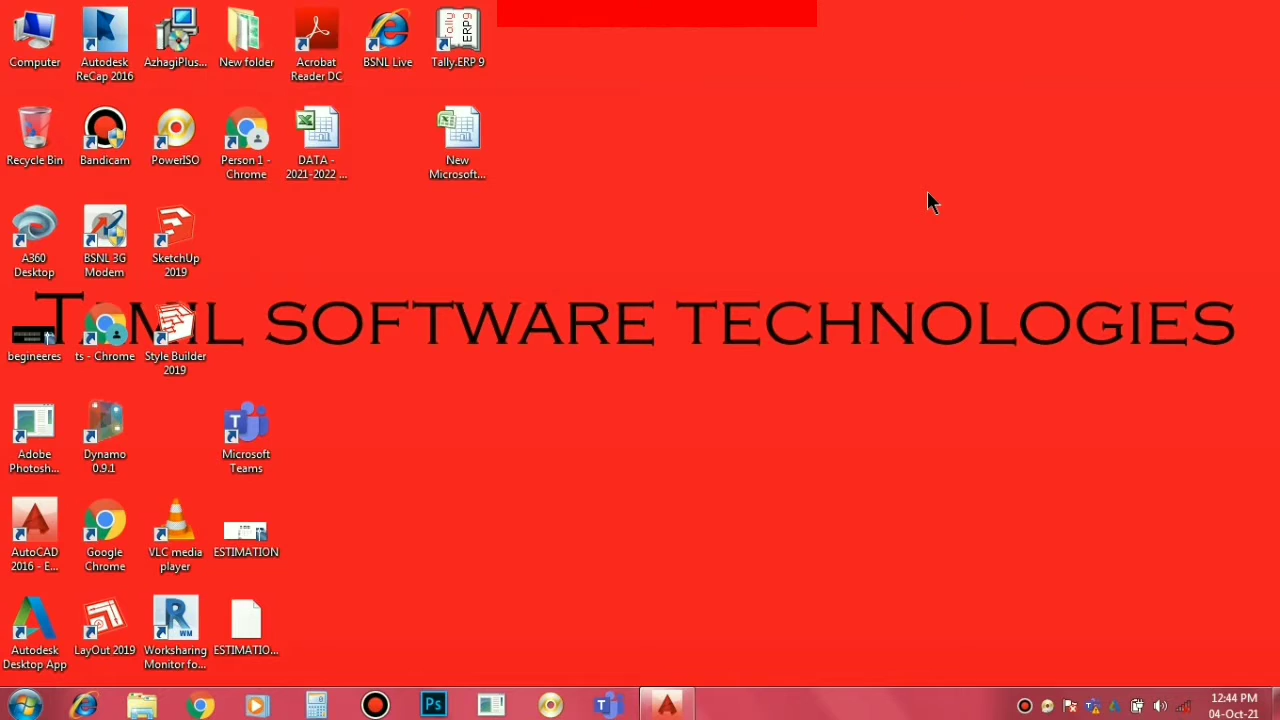 Computer
Autodesk
ReCap 2016
AzhagiPlus...
New folder
Acrobat
Reader DC
BSNL Live
Tally.ERP 9
Tally
ERP9
Recycle Bin
Bandicam
PowerISO
Person 1 -
Chrome
DATA -
2021-2022 ...
New
Microsoft...
A360
Desktop
BSNL 3G
Modem
SketchUp
2019
TAMIL SOFTWARE TECHNOLOGIES
begineeres
ts - Chrome
Style Builder
2019
Adobe
Photosh...
Dynamo
0.9.1
Microsoft
Teams
AutoCAD
2016 - E...
Google
Chrome
VLC media
player
ESTIMATION
Autodesk
Desktop App
LayOut 2019
Worksharing
Monitor fo...
ESTIMATIO...
Ps
12:44 PM
04-Oct-21